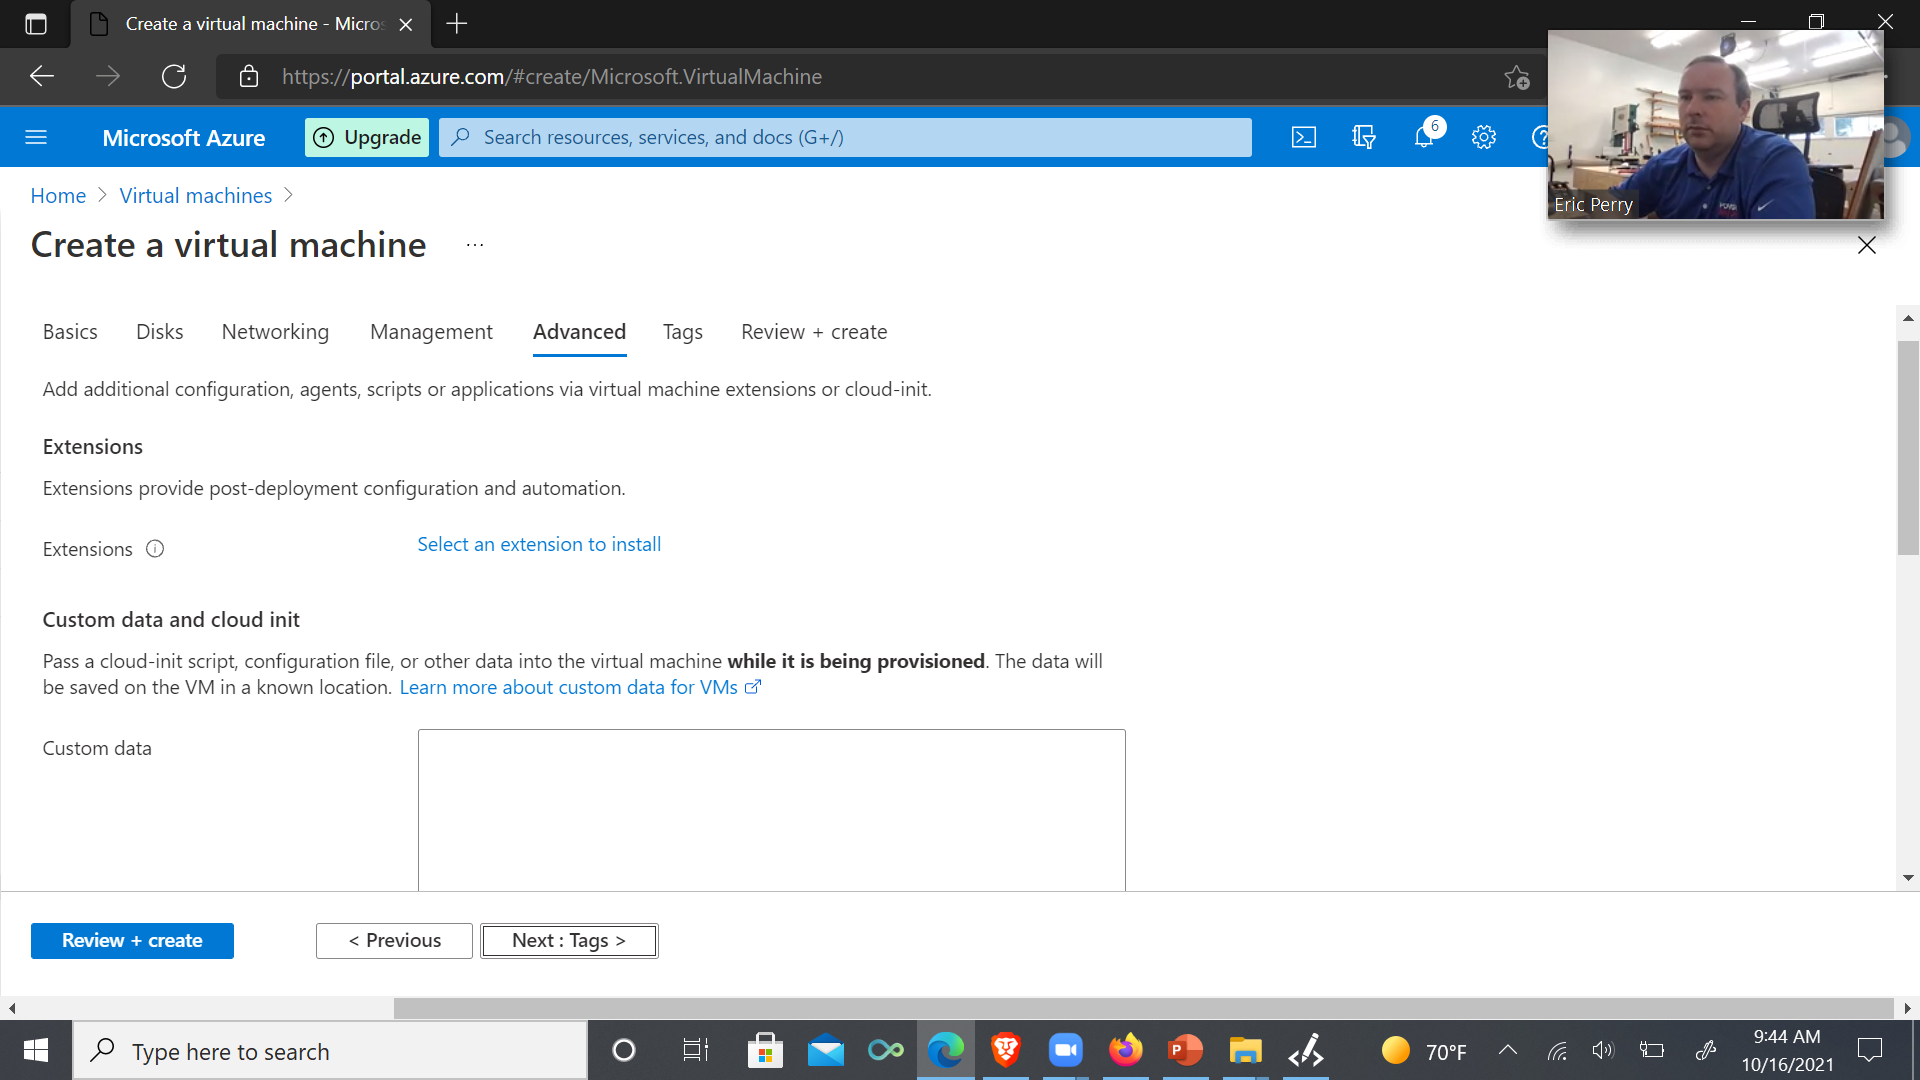 Create a virtual machine - Micros
https://portal.azure.com/#create/Microsoft.VirtualMachine
Microsoft Azure
Upgrade
Search resources, services, and docs (G+/)
6
Eric Perry
Home > Virtual machines >
Create a virtual machine ...
Basics Disks Networking Management Advanced Tags Review + create
Add additional configuration, agents, scripts or applications via virtual machine extensions or cloud-init.
Extensions
Extensions provide post-deployment configuration and automation.
Extensions
Select an extension to install
Custom data and cloud init
Pass a cloud-init script, configuration file, or other data into the virtual machine while it is being provisioned. The data will
be saved on the VM in a known location. Learn more about custom data for VMs
Custom data
Review + create
< Previous
Next : Tags >
Type here to search
70°F
9:44 AM
10/16/2021